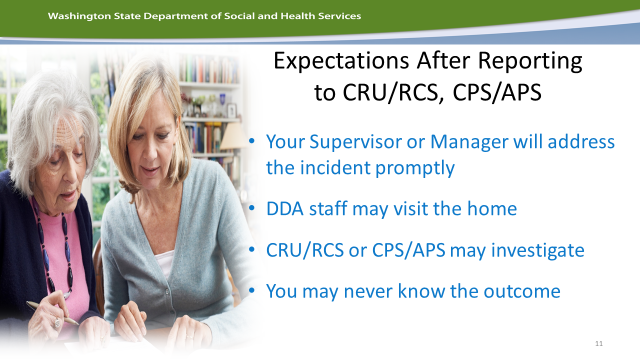 Washington State Department of Social and Health Services
Expectations After Reporting
to CRU/RCS, CPS/APS
• Your Supervisor or Manager will address
the incident promptly
• DDA staff may visit the home
• CRU/RCS or CPS/APS may investigate
• You may never know the outcome
11